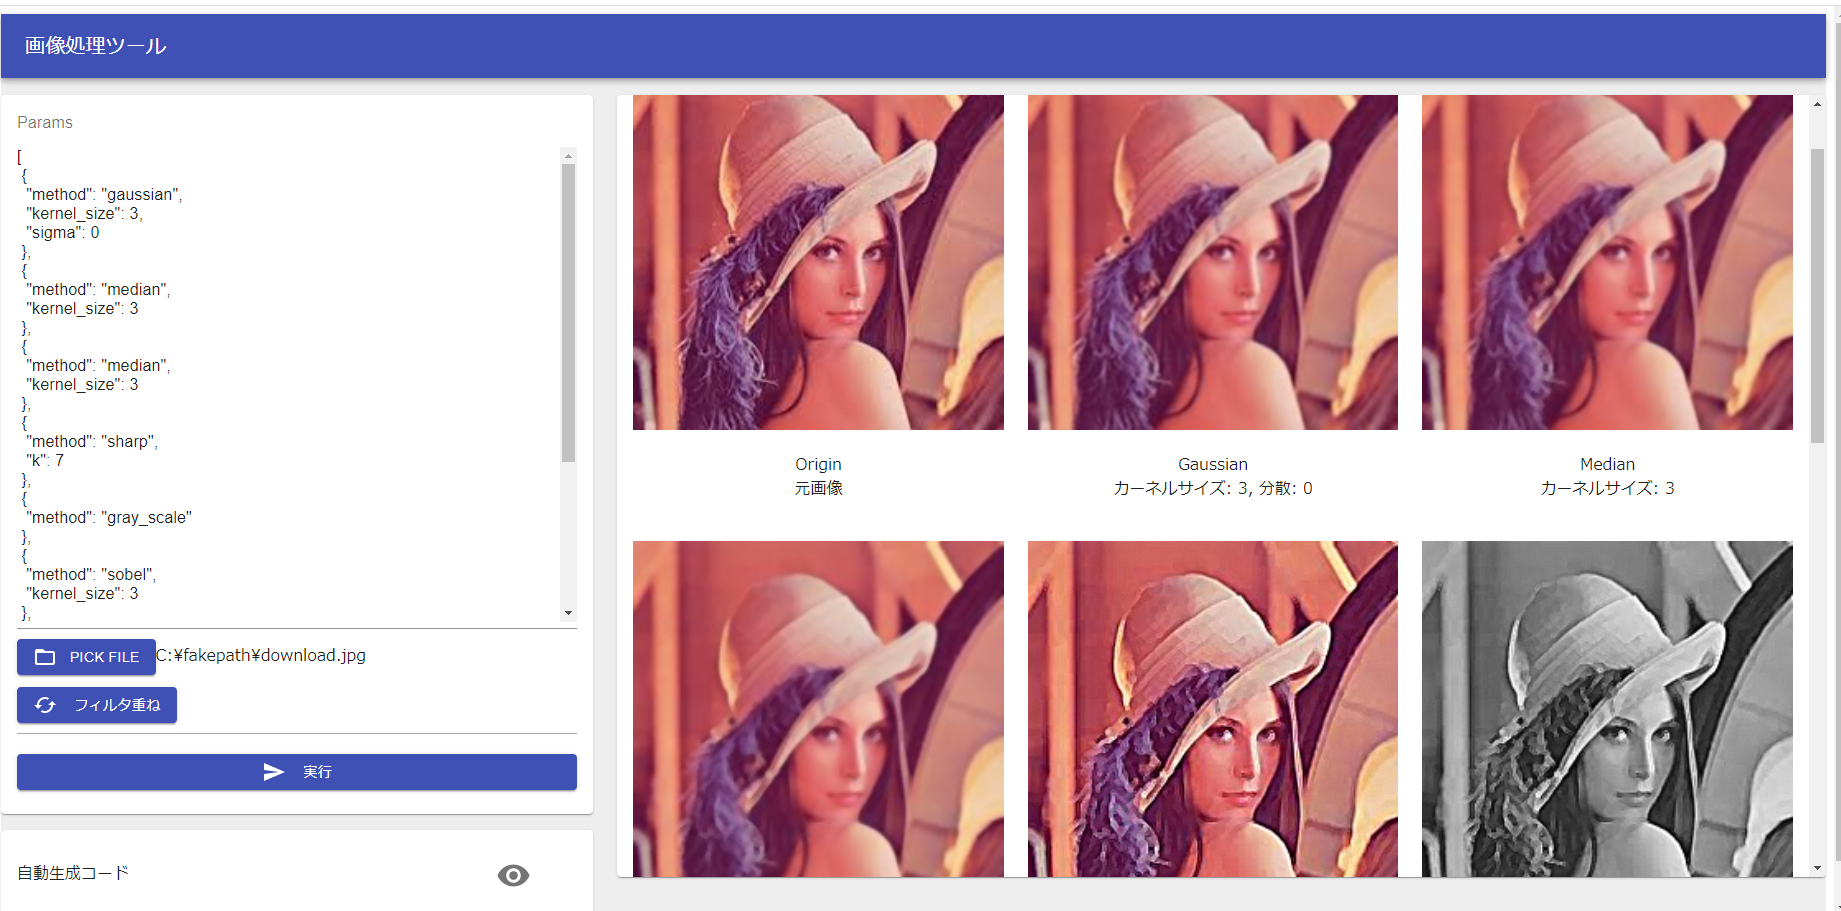 画像処理ツール
Params
[
{
"method": "gaussian",
"kernel_size": 3,
"sigma": 0
},
{
"method": "median",
"kernel_size": 3
},
{
"method": "median",
"kernel_size": 3
},
{
"method": "sharp",
"k": 7
},
{
"method": "gray_scale"
},
{
"method": "sobel",
"kernel_size": 3
},
PICK FILE
C:¥fakepath¥download.jpg
フィルタ重ね
実行
自動生成コード
Origin
元画像
Gaussian
カーネルサイズ: 3, 分散: 0
Median
カーネルサイズ: 3